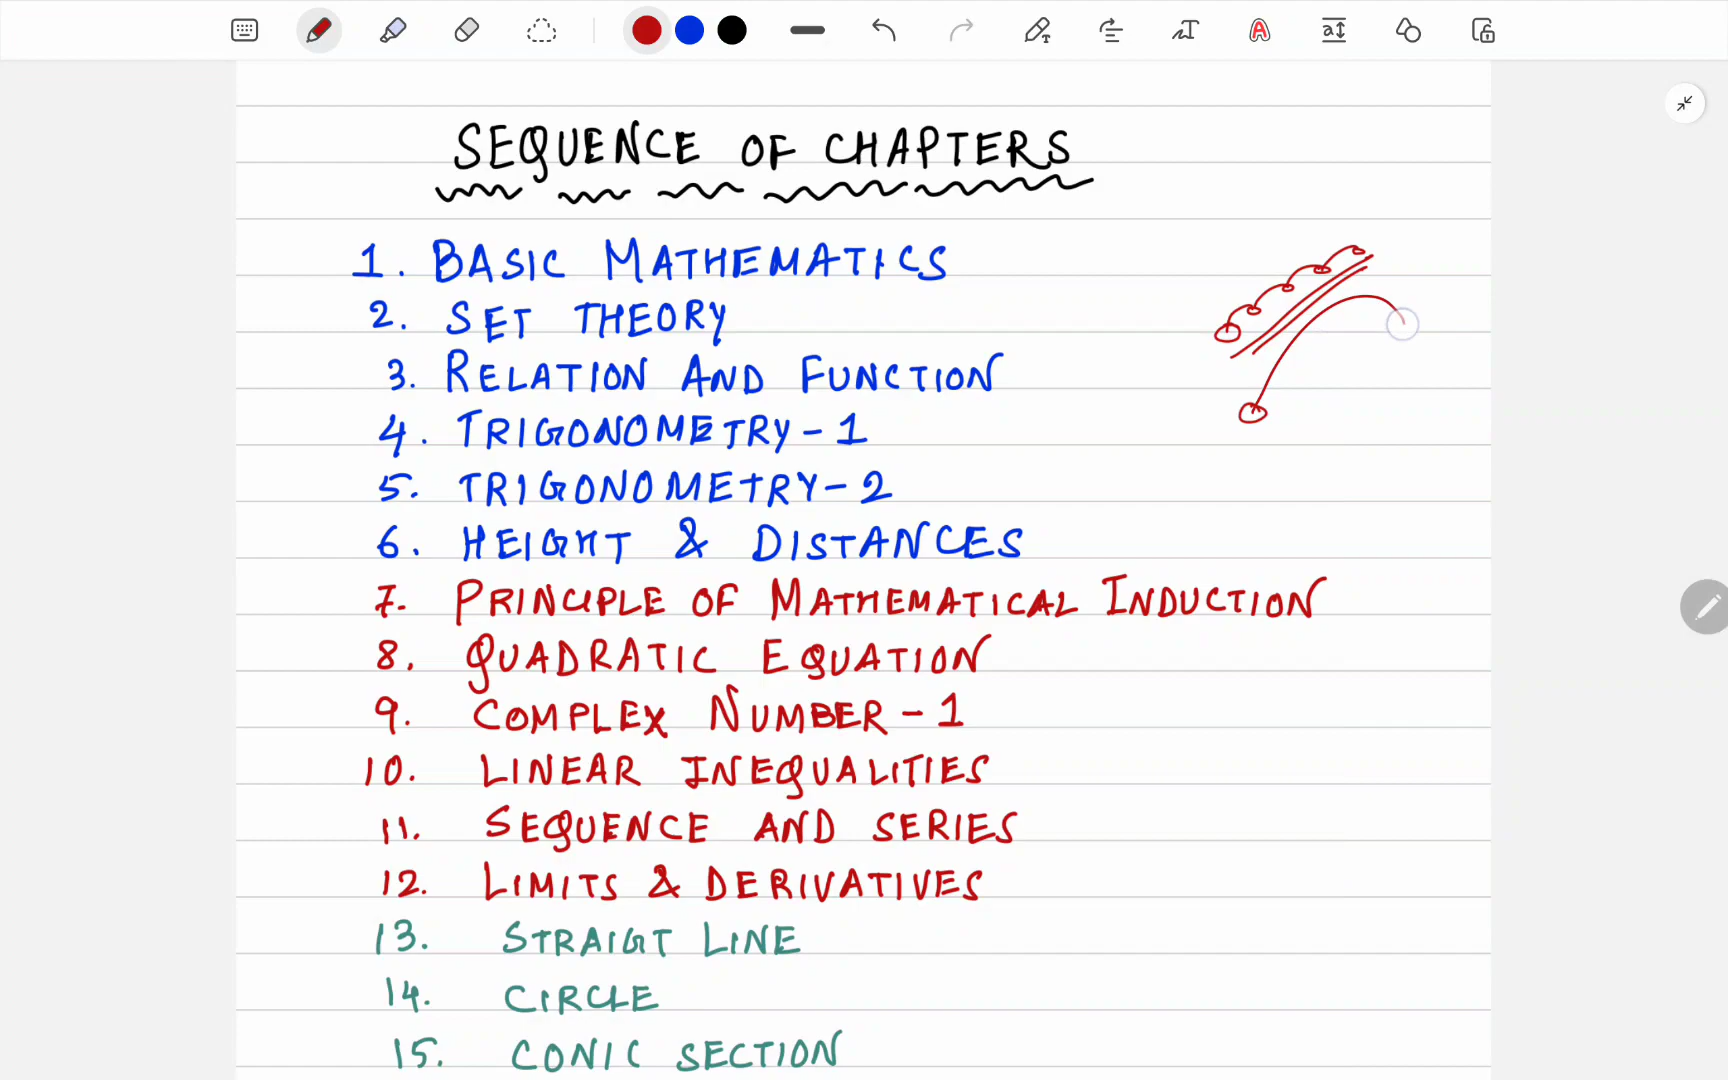 SEQUENCE OF CHAPTERS
1. BASIC MATHEMATICS
2. SET THEORY
3. RELATION AND FUNCTION
4. TRIGONOMETRY-1
5. TRIGONOMETRY-2
6. HEIGHT & DISTANCES
7. PRINCIPLE OF MATHEMATICAL INDUCTION
8. QUADRATIC EQUATION
9. COMPLEX NUMBER-1
10. LINEAR INEQUALITIES
11. SEQUENCE AND SERIES
12. LIMITS & DERIVATIVES
13. STRAIGT LINE
14. CIRCLE
15. CONIC SECTION